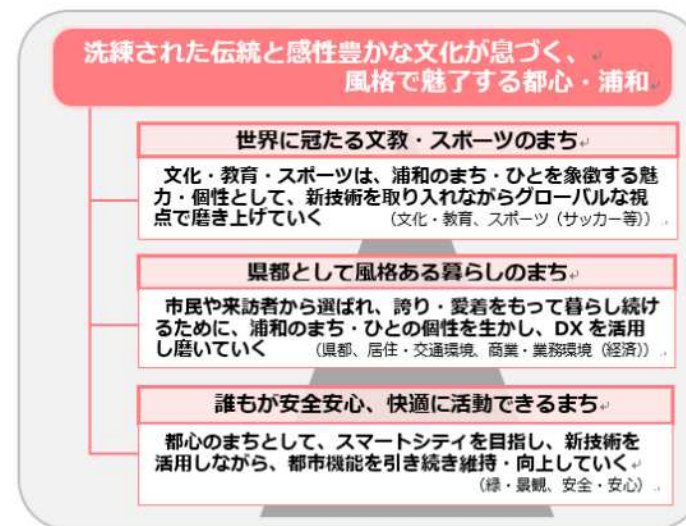 洗練された伝統と感性豊かな文化が息づく、
風格で魅了する都心・浦和
世界に冠たる文教・スポーツのまち
文化・教育・スポーツは、浦和のまち・ひとを象徴する魅
力・個性として、新技術を取り入れながらグローバルな視
点で磨き上げていく （文化・教育、スポーツ（サッカー等））
県都として風格ある暮らしのまち
市民や来訪者から選ばれ、誇り・愛着をもって暮らし続け
るために、浦和のまち・ひとの個性を生かし、DX を活用
し磨いていく （県都、居住・交通環境、商業・業務環境（経済））
誰もが安全安心、快適に活動できるまち
都心のまちとして、スマートシティを目指し、新技術を
活用しながら、都市機能を引き続き維持・向上していく
（緑・景観、安全・安心）